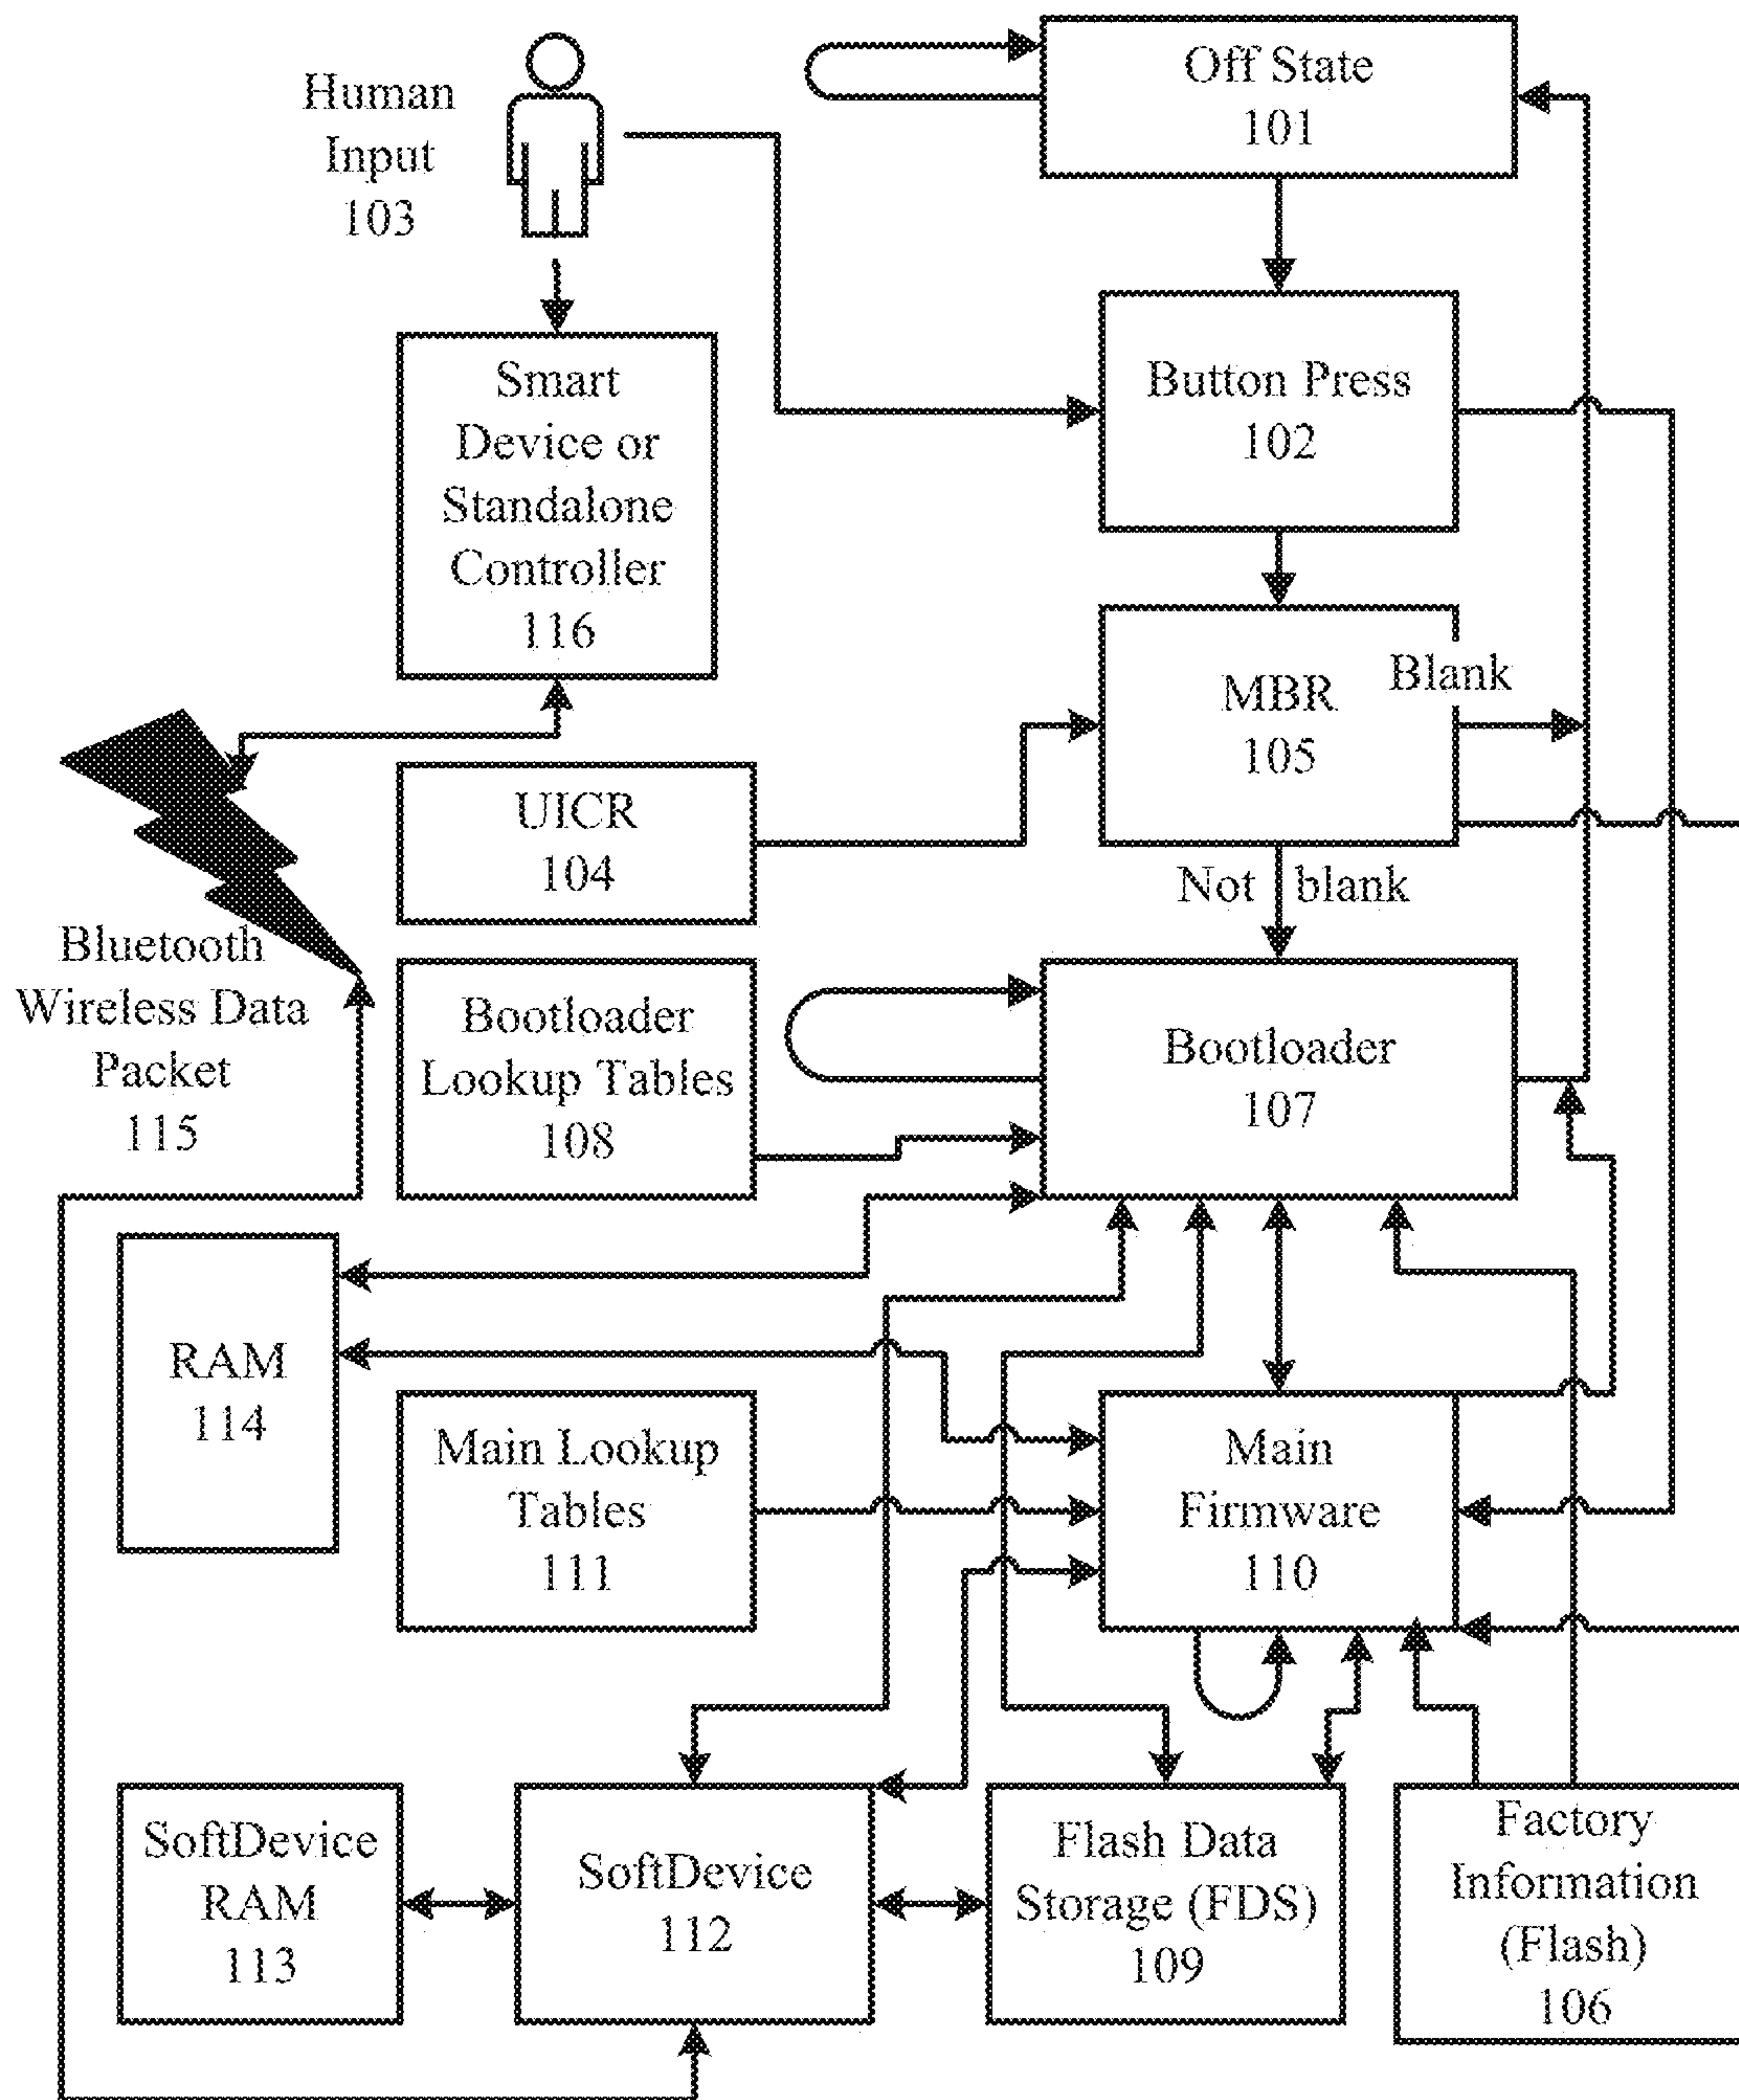 Human
Input
103
Off State
101
Smart
Device or
Standalone
Controller
116
Button Press
102
MBR
105
Blank
UICR
104
Not blank
Bluetooth
Wireless Data
Packet
115
Bootloader
Lookup Tables
108
Bootloader
107
RAM
114
Main Lookup
Tables
111
Main
Firmware
110
SoftDevice
RAM
113
SoftDevice
112
Flash Data
Storage (FDS)
109
Factory
Information
(Flash)
106